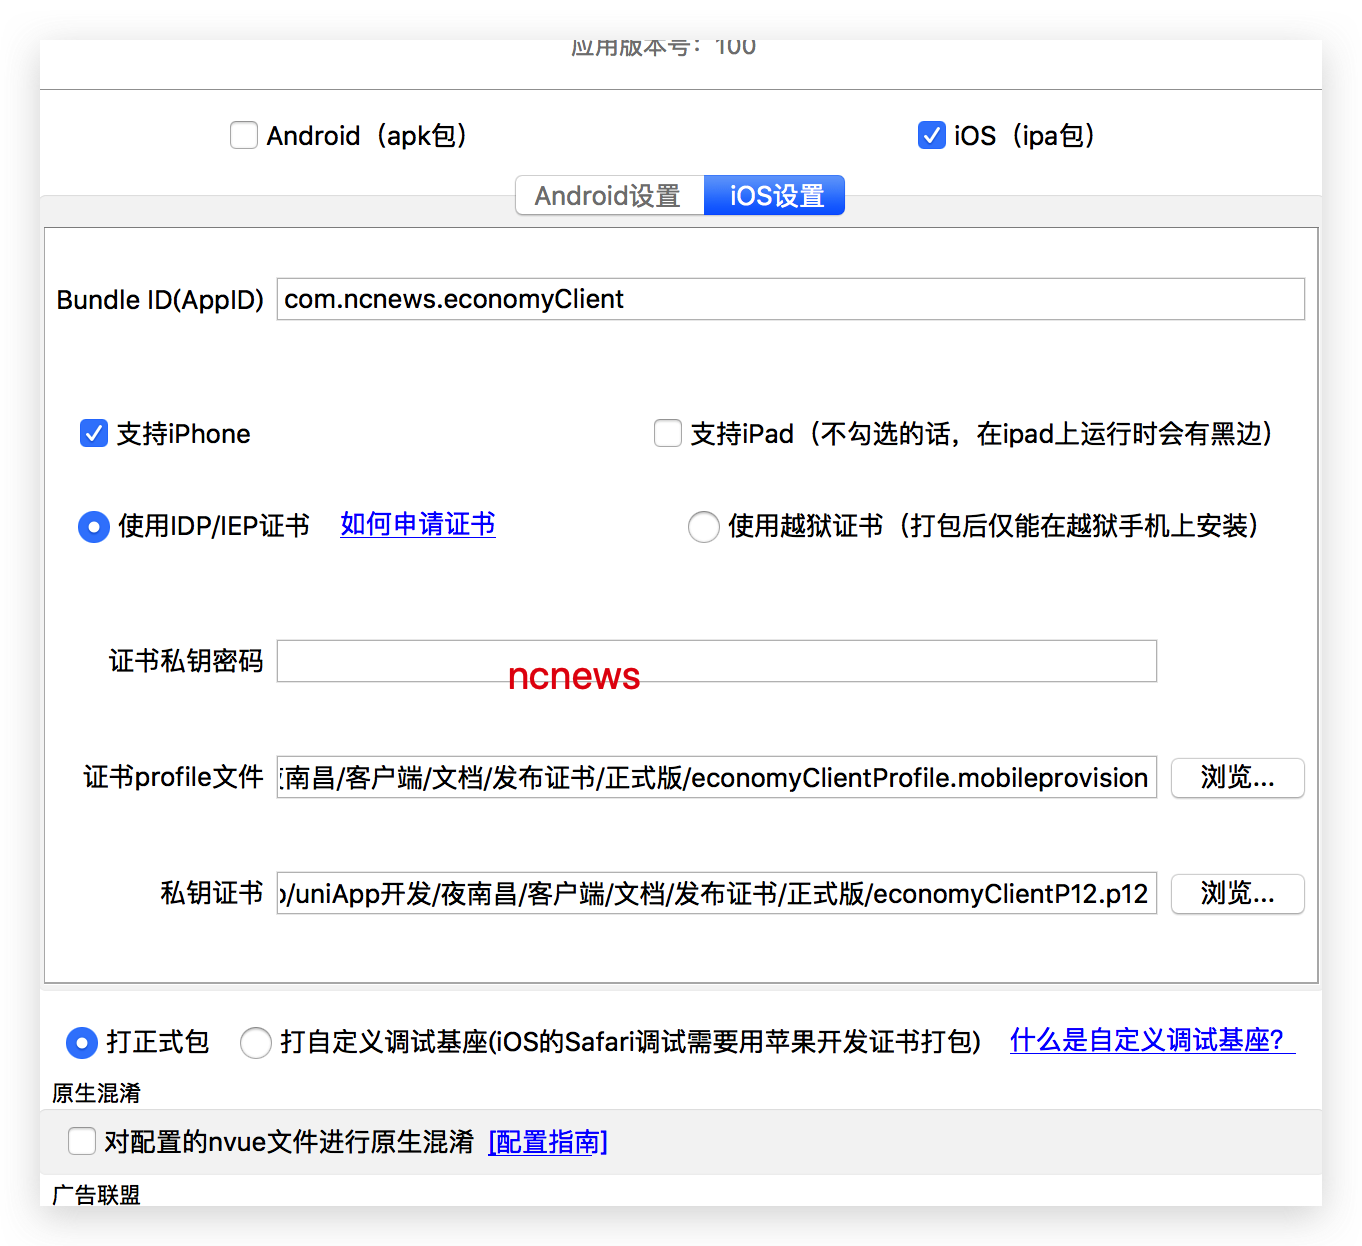 应用版本号：100
Android（apk包）
iOS（ipa包）
Android设置
iOS设置
Bundle ID(AppID)
com.ncnews.economyClient
支持iPhone
支持iPad（不勾选的话，在ipad上运行时会有黑边）
使用IDP/IEP证书
如何申请证书
使用越狱证书（打包后仅能在越狱手机上安装）
证书私钥密码
ncnews
证书profile文件
南昌/客户端/文档/发布证书/正式版/economyClientProfile.mobileprovision
浏览...
私钥证书
/uniApp开发/夜南昌/客户端/文档/发布证书/正式版/economyClientP12.p12
浏览...
打正式包
打自定义调试基座(iOS的Safari调试需要用苹果开发证书打包)
什么是自定义调试基座?
原生混淆
对配置的nvue文件进行原生混淆
[配置指南]
广告联盟